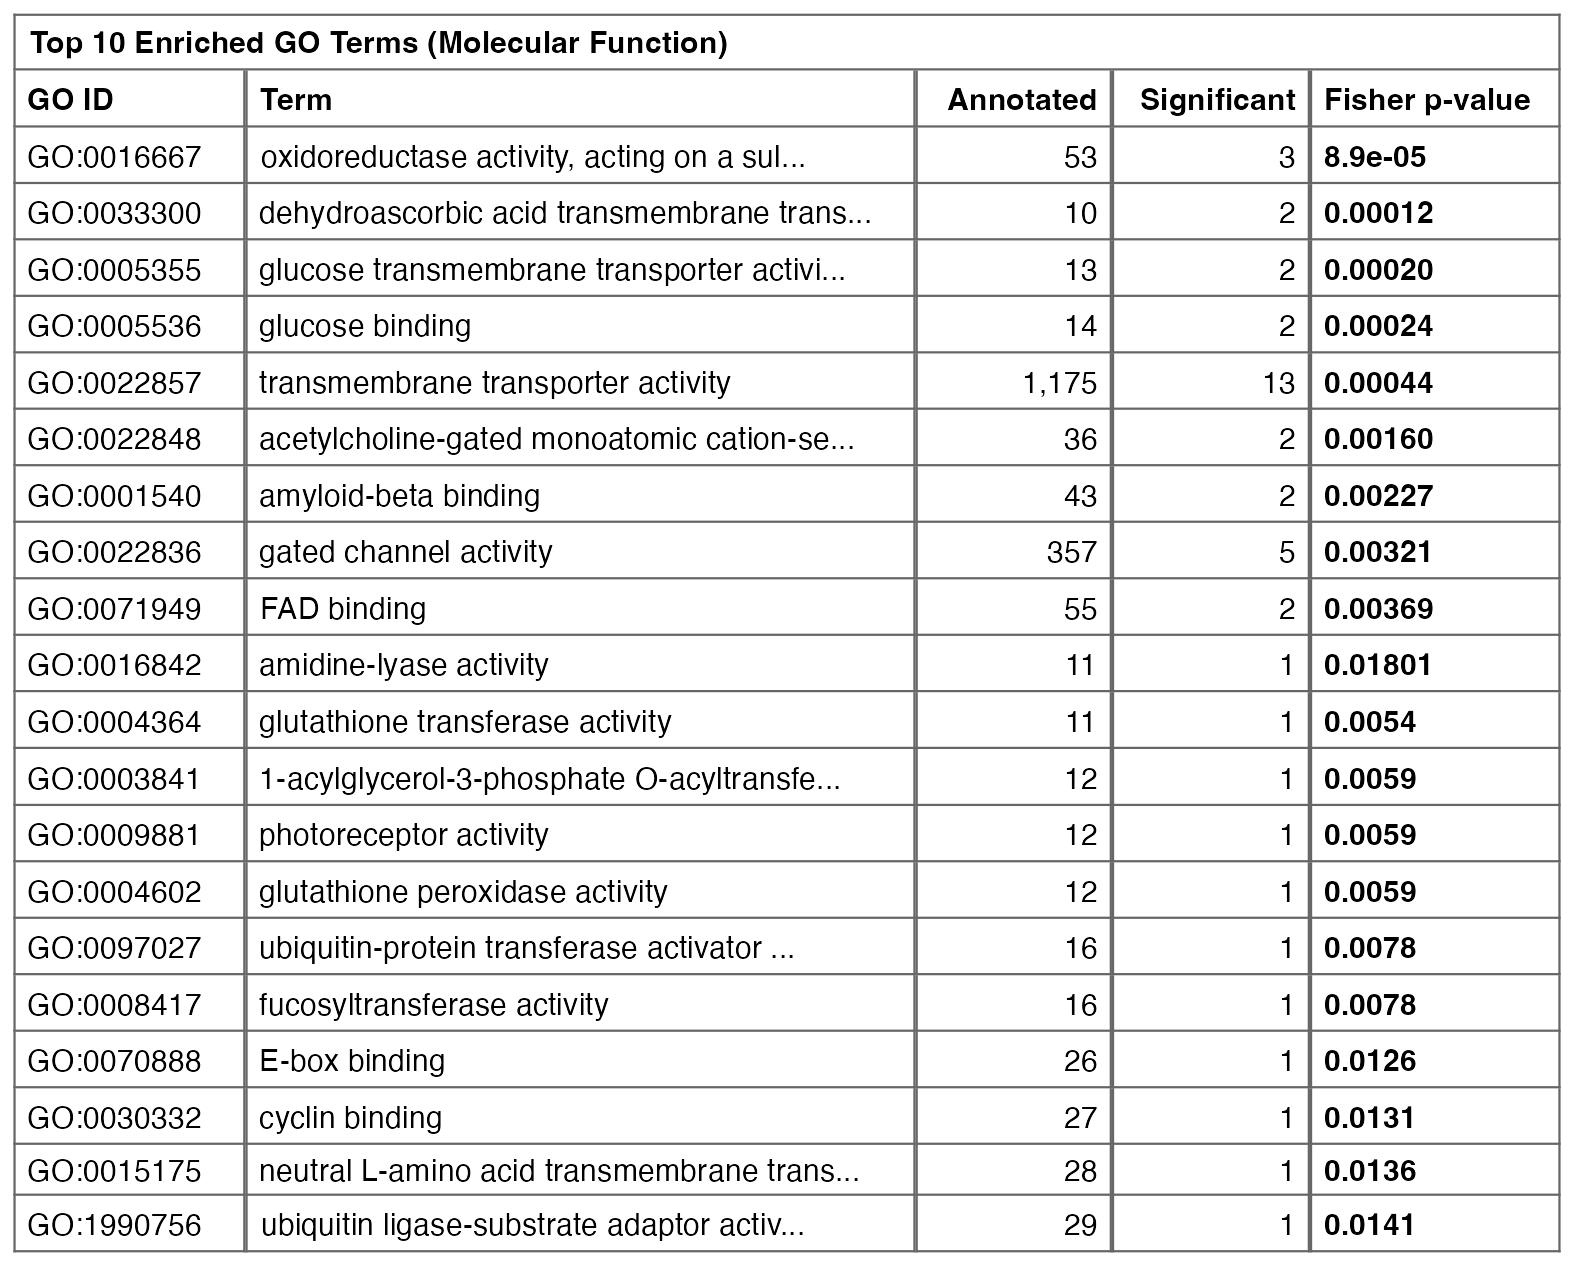 Top 10 Enriched GO Terms (Molecular Function)
GO ID Term Annotated Significant Fisher p-value
GO:0016667 oxidoreductase activity, acting on a sul... 53 3 8.9e-05
GO:0033300 dehydroascorbic acid transmembrane trans... 10 2 0.00012
GO:0005355 glucose transmembrane transporter activi... 13 2 0.00020
GO:0005536 glucose binding 14 2 0.00024
GO:0022857 transmembrane transporter activity 1,175 13 0.00044
GO:0022848 acetylcholine-gated monoatomic cation-se... 36 2 0.00160
GO:0001540 amyloid-beta binding 43 2 0.00227
GO:0022836 gated channel activity 357 5 0.00321
GO:0071949 FAD binding 55 2 0.00369
GO:0016842 amidine-lyase activity 11 1 0.01801
GO:0004364 glutathione transferase activity 11 1 0.0054
GO:0003841 1-acylglycerol-3-phosphate O-acyltransfe... 12 1 0.0059
GO:0009881 photoreceptor activity 12 1 0.0059
GO:0004602 glutathione peroxidase activity 12 1 0.0059
GO:0097027 ubiquitin-protein transferase activator ... 16 1 0.0078
GO:0008417 fucosyltransferase activity 16 1 0.0078
GO:0070888 E-box binding 26 1 0.0126
GO:0030332 cyclin binding 27 1 0.0131
GO:0015175 neutral L-amino acid transmembrane trans... 28 1 0.0136
GO:1990756 ubiquitin ligase-substrate adaptor activ... 29 1 0.0141